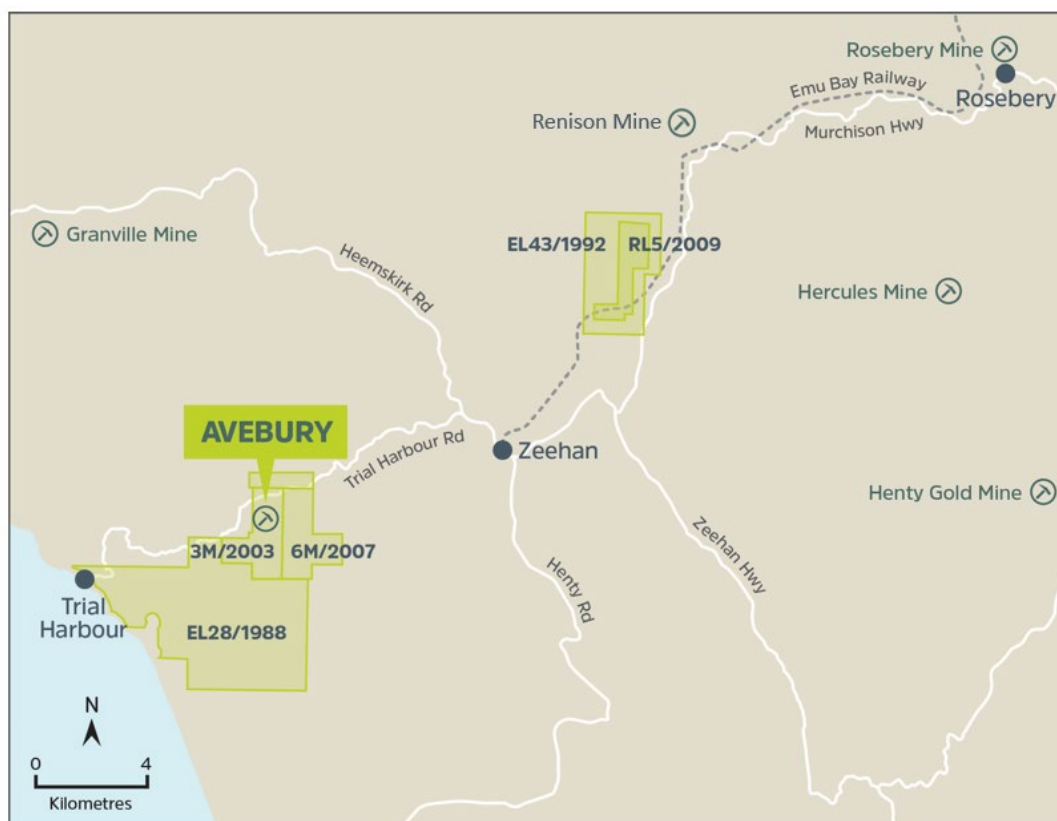 Rosebery Mine
Rosebery
Emu Bay Railway
Murchison Hwy
Renison Mine
Granville Mine
Heemskirk Rd
EL43/1992
RL5/2009
Hercules Mine
AVEBURY
Trial Harbour Rd
Zeehan
Henty Gold Mine
3M/2003
6M/2007
Zeehan Hwy
Henty Rd
Trial
Harbour
EL28/1988
N
0 4
Kilometres